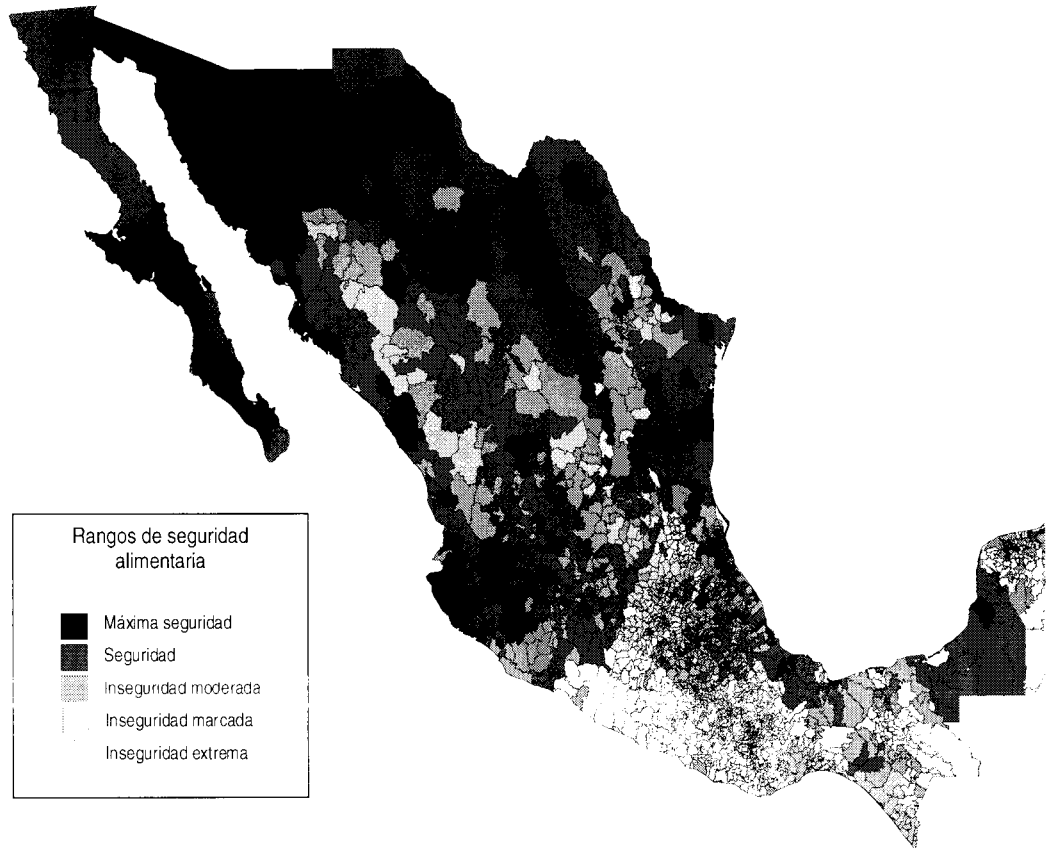 Rangos de seguridad
alimentaria
Máxima seguridad
Seguridad
Inseguridad moderada
Inseguridad marcada
Inseguridad extrema